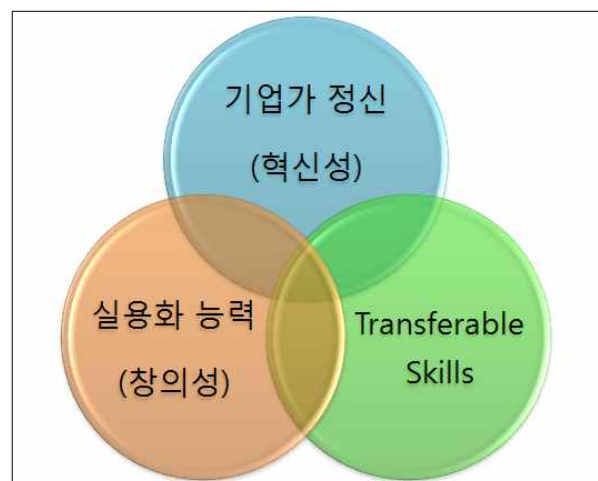 기업가 정신
(혁신성)
실용화 능력
(창의성)
Transferable
Skills